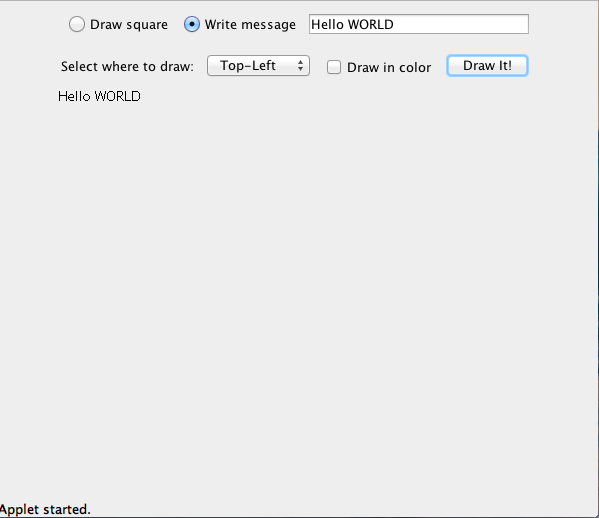 Draw square Write message Hello WORLD
Select where to draw: Top-Left Draw in color Draw It!
Hello WORLD
Applet started.